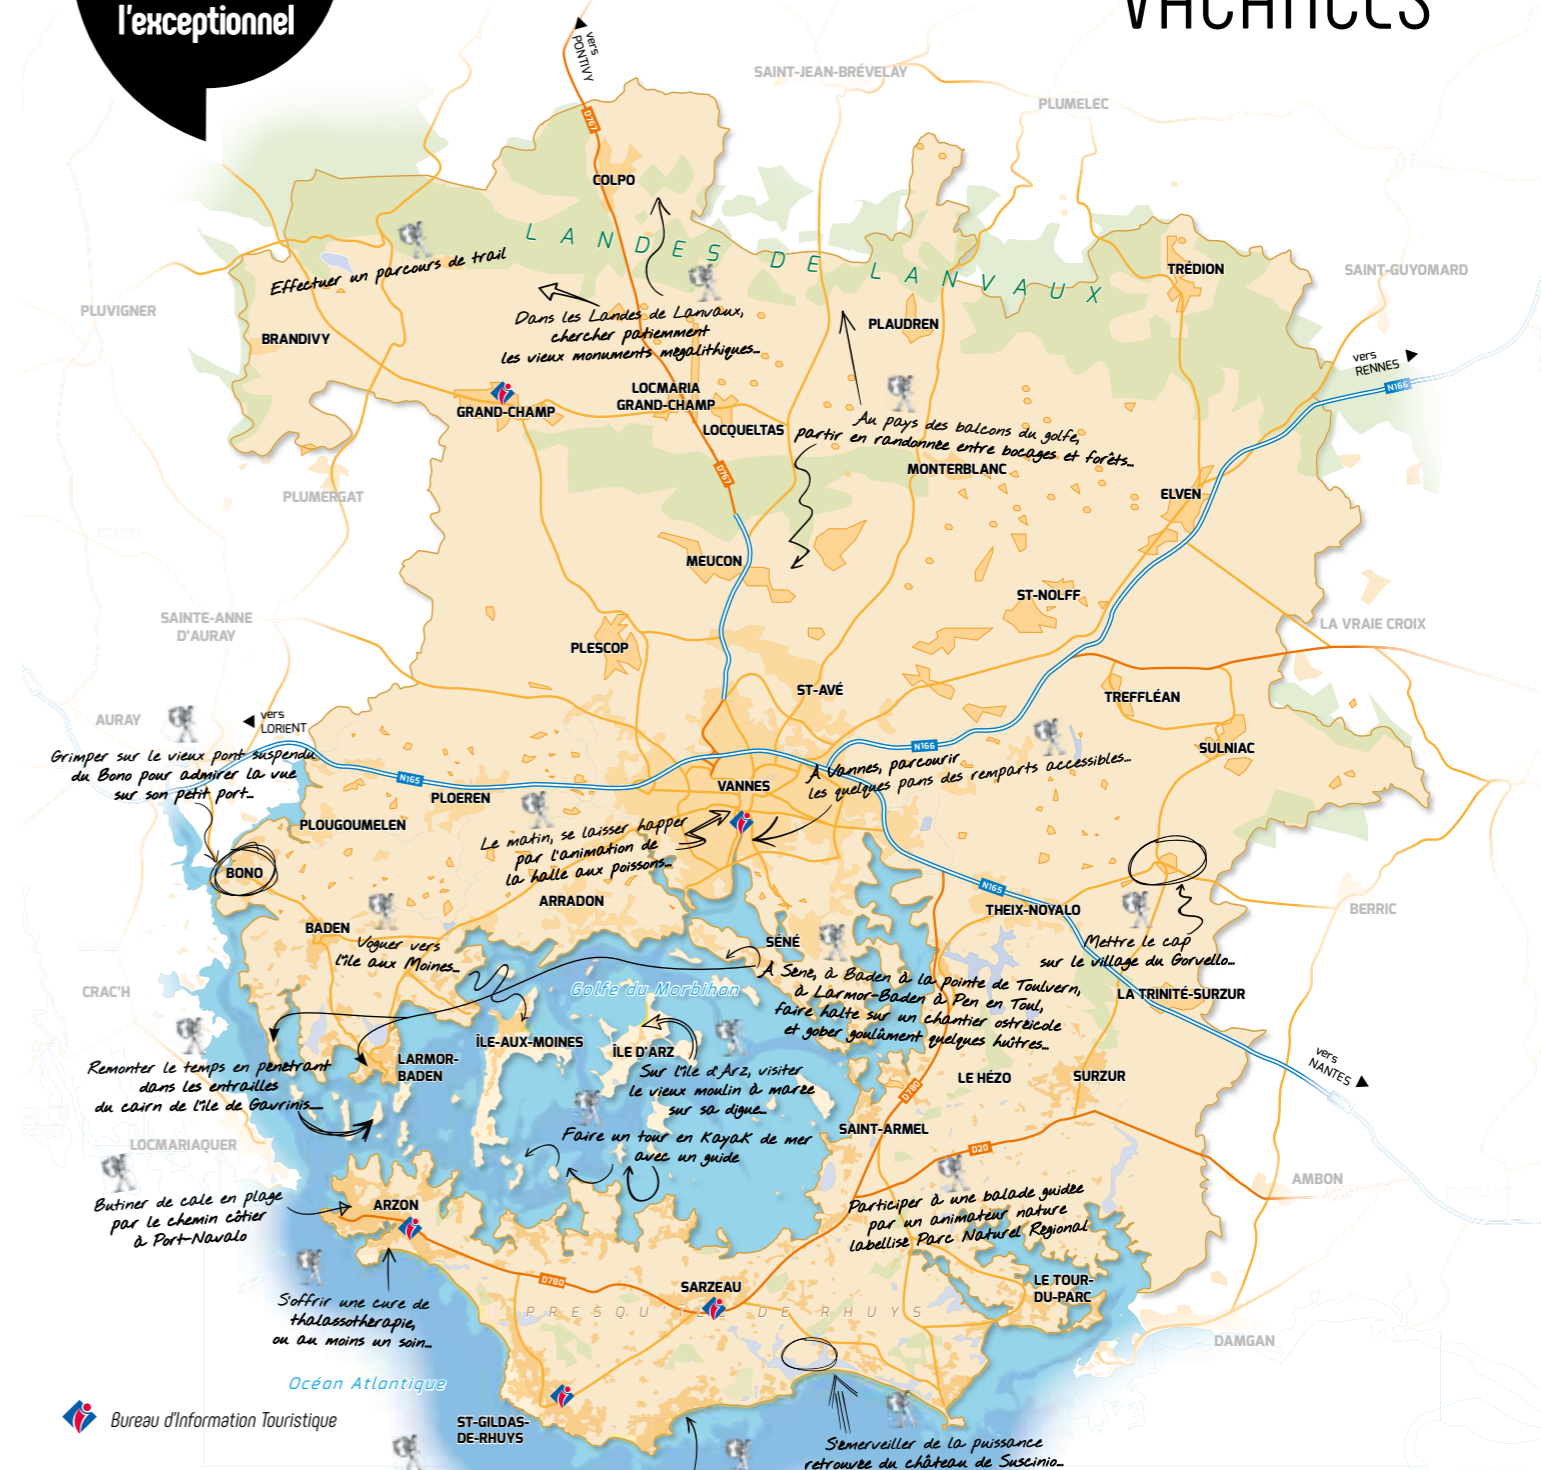 l'exceptionnel
VACANCES
vers
PONTIVY
SAINT-JEAN-BRÉVELAY
PLUMELEC
D767
COLPO
LANDES DE LANVAUX
TRÉDION
SAINT-GUYOMARD
Effectuer un parcours de trail
PLUVIGNER
BRANDIVY
Dans les Landes de Lanvaux,
chercher patiemment
les vieux monuments mégalithiques...
PLAUDREN
vers
RENNES
N166
GRAND-CHAMP
LOCMARIA
GRAND-CHAMP
LOCQUELTAS
Au pays des balcons du golfe,
partir en randonnée entre bocages et forêts...
MONTERBLANC
D767
PLUMERGAT
ELVEN
MEUCON
ST-NOLFF
SAINTE-ANNE
D'AURAY
LA VRAIE CROIX
PLESCOP
ST-AVÉ
TREFFLÉAN
AURAY
vers
LORIENT
SULNIAC
N166
Grimper sur le vieux pont suspendu
du Bono pour admirer la vue
sur son petit port...
N165
PLOEREN
VANNES
À Vannes, parcourir
les quelques pans des remparts accessibles...
PLOUGOUMELEN
Le matin, se laisser happer
par l'animation de
la halle aux poissons...
BONO
ARRADON
N165
THEIX-NOYALO
BERRIC
BADEN
Voguer vers
l'île aux Moines...
SÉNÉ
Mettre le cap
sur le village du Gorvello...
À Séné, à Baden à la pointe de Toulvern,
à Larmor-Baden à Pen en Toul,
faire halte sur un chantier ostréicole
et gober goulûment quelques huîtres...
Golfe du Morbihan
CRAC'H
LA TRINITÉ-SURZUR
ÎLE-AUX-MOINES
ÎLE D'ARZ
LARMOR-
BADEN
Remonter le temps en pénétrant
dans les entrailles
du cairn de l'île de Gavrinis.....
Sur l'île d'Arz, visiter
le vieux moulin à marée
sur sa digue...
LE HÉZO
SURZUR
vers
NANTES
D780
LOCMARIAQUER
Faire un tour en Kayak de mer
avec un guide
SAINT-ARMEL
D20
AMBON
Butiner de cale en plage
par le chemin côtier
à Port-Navalo
ARZON
Participer à une balade guidée
par un animateur nature
labellisé Parc Naturel Régional
D780
SARZEAU
LE TOUR-
DU-PARC
PRESQU'ÎLE DE RHUYS
S'offrir une cure de
thalassothérapie,
ou au moins un soin...
DAMGAN
Océan Atlantique
Bureau d'Information Touristique
ST-GILDAS-
DE-RHUYS
S'émerveiller de la puissance
retrouvée du château de Suscinio...